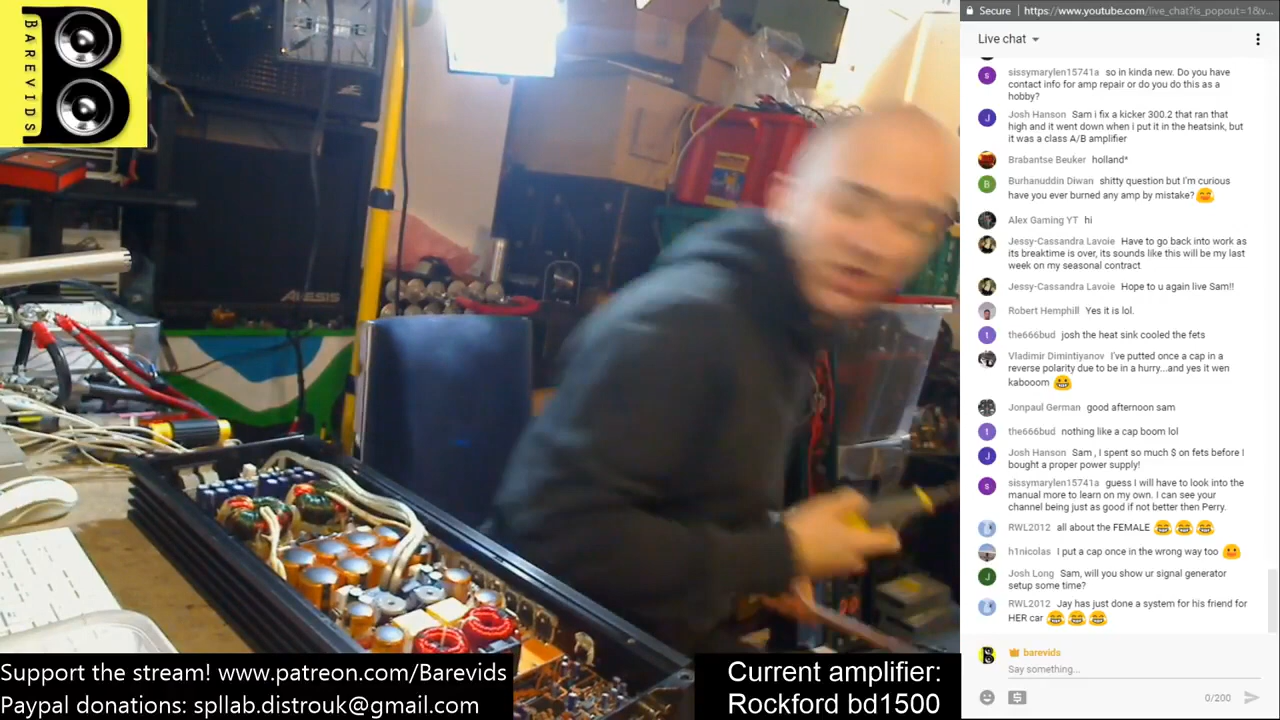 BAREVIDS
B
ALESIS
Support the stream! www.patreon.com/Barevids
Paypal donations: spllab.distrouk@gmail.com
Current amplifier:
Rockford bd1500
Secure | https://www.youtube.com/live_chat?is_popout=1&v...
Live chat
sissymarylen15741a so in kinda new. Do you have
contact info for amp repair or do you do this as a
hobby?
Josh Hanson Sam i fix a kicker 300.2 that ran that
high and it went down when i put it in the heatsink, but
it was a class A/B amplifier
Brabantse Beuker holland*
Burhanuddin Diwan shitty question but I'm curious
have you ever burned any amp by mistake?
Alex Gaming YT hi
Jessy-Cassandra Lavoie Have to go back into work as
its breaktime is over, its sounds like this will be my last
week on my seasonal contract
Jessy-Cassandra Lavoie Hope to u again live Sam!!
Robert Hemphill Yes it is lol.
the666bud josh the heat sink cooled the fets
Vladimir Dimintiyanov I've putted once a cap in a
reverse polarity due to be in a hurry...and yes it wen
kabooom
Jonpaul German good afternoon sam
the666bud nothing like a cap boom lol
Josh Hanson Sam , I spent so much $ on fets before I
bought a proper power supply!
sissymarylen15741a guess I will have to look into the
manual more to learn on my own. I can see your
channel being just as good if not better then Perry.
RWL2012 all about the FEMALE
h1nicolas I put a cap once in the wrong way too
Josh Long Sam, will you show ur signal generator
setup some time?
RWL2012 Jay has just done a system for his friend for
HER car
barevids
Say something...
0/200